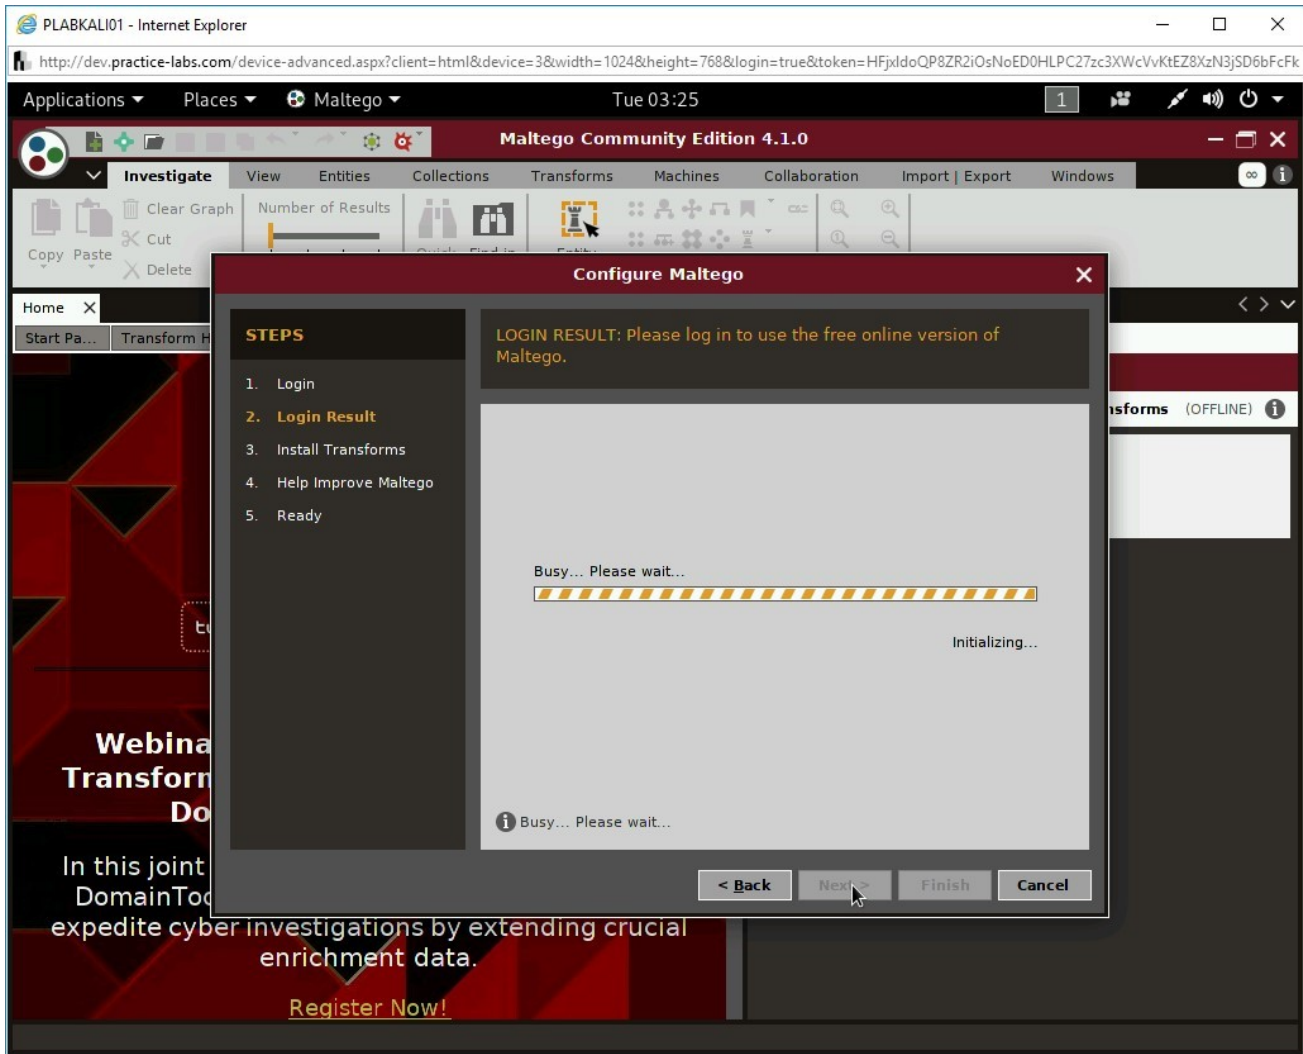 PLABKALI01 - Internet Explorer
http://dev.practice-labs.com/device-advanced.aspx?client=html&device=3&width=1024&height=768&login=true&token=HFjxIdoQP8ZR2iOsNoED0HLPC27zc3XWcVvKtEZ8XzN3jSD6bFcFk
Applications Places Maltego Tue 03:25 1
Maltego Community Edition 4.1.0
Investigate View Entities Collections Transforms Machines Collaboration Import | Export Windows
Copy Paste Clear Graph Cut Delete
Number of Results
Quick Find in Entity
Configure Maltego
Home
Start Pa... Transform H
STEPS
1. Login
2. Login Result
3. Install Transforms
4. Help Improve Maltego
5. Ready
LOGIN RESULT: Please log in to use the free online version of
Maltego.
Busy... Please wait...
Initializing...
Busy... Please wait...
< Back Next > Finish Cancel
nsforms (OFFLINE)
Webina
Transforn
Do
In this joint
DomainToo
expedite cyber investigations by extending crucial
enrichment data.
Register Now!